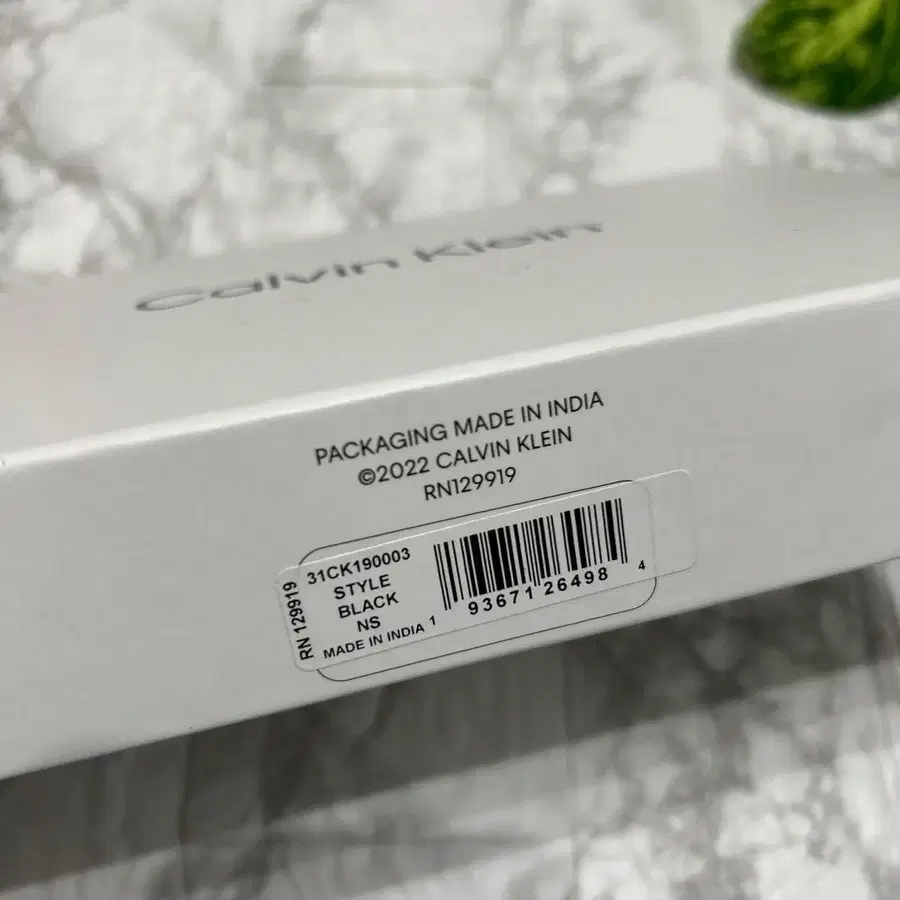 Calvin Klein
PACKAGING MADE IN INDIA
©2022 CALVIN KLEIN
RN129919
RN 129919
31CK190003
STYLE
BLACK
NS
MADE IN INDIA
1 93671 26498 4